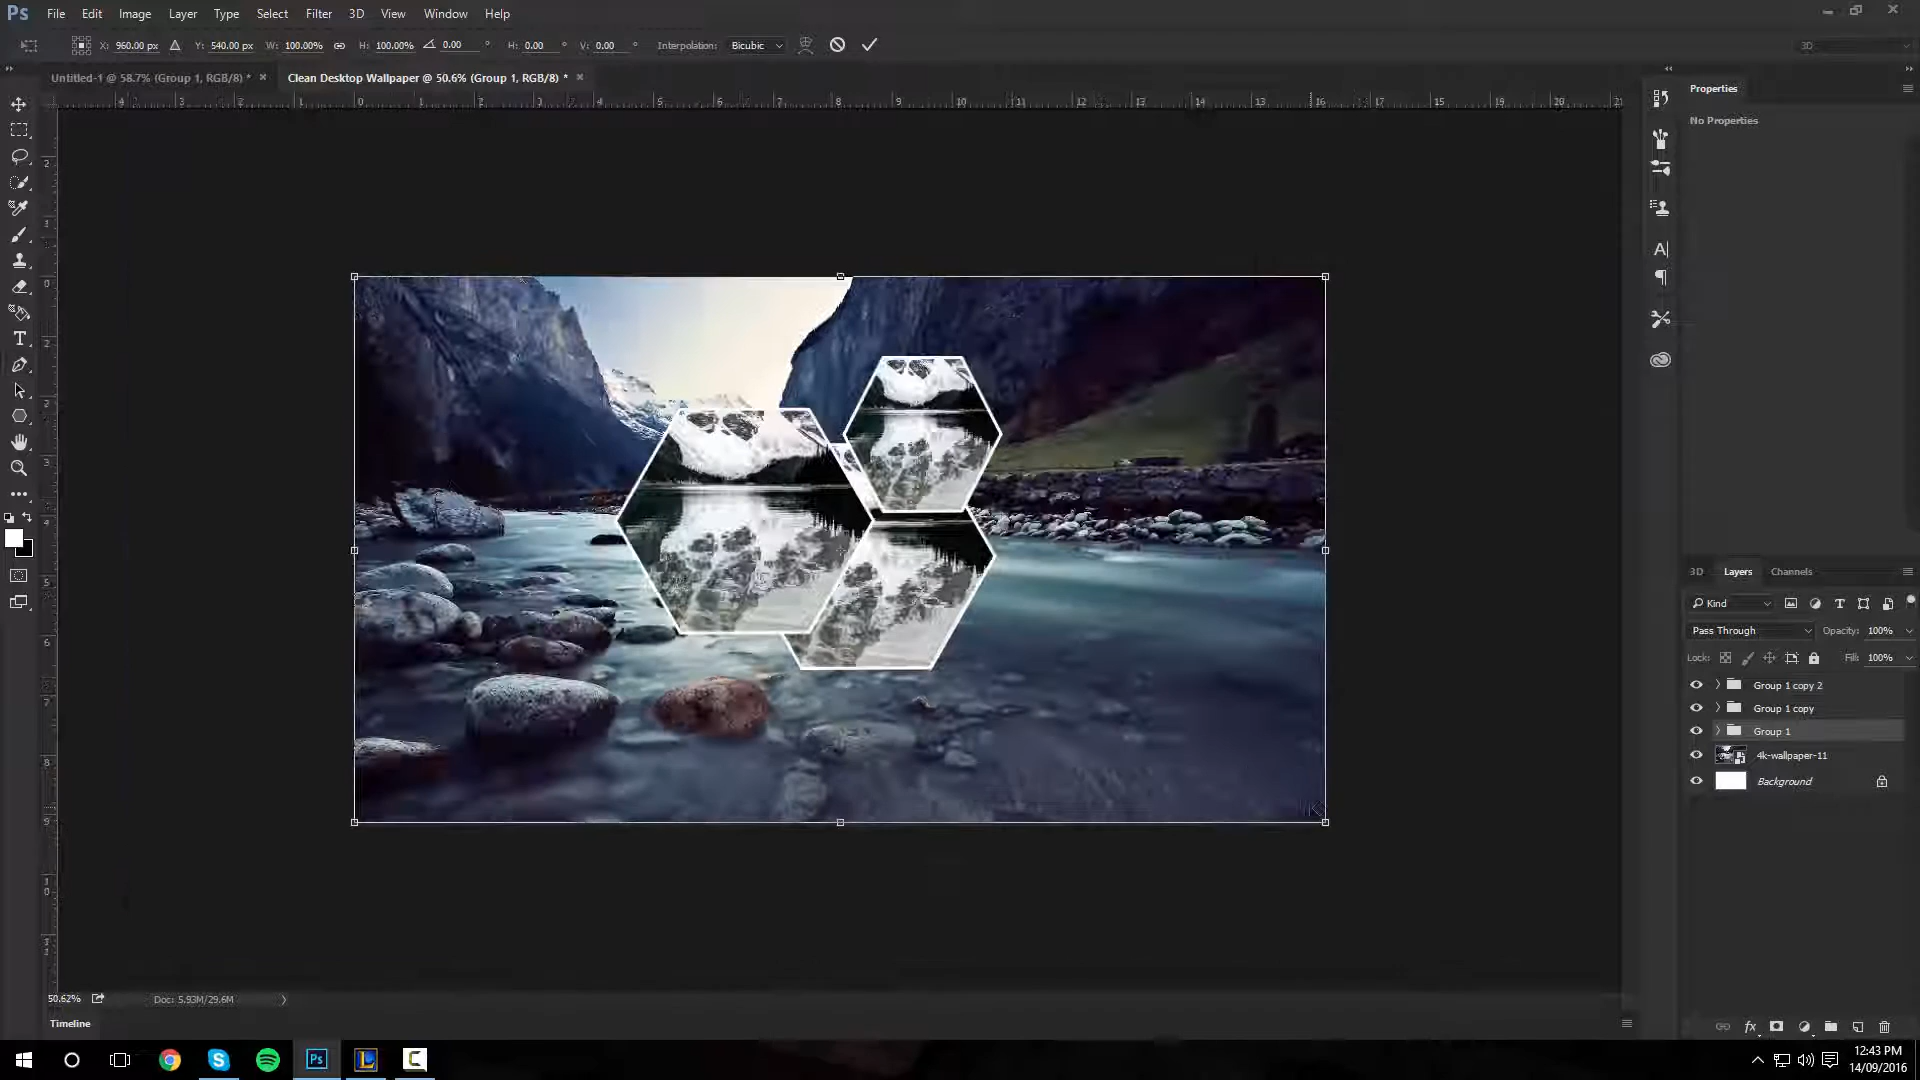 Ps File Edit Image Layer Type Select Filter 3D View Window Help
X: 960.00 px Y: 540.00 px W: 100.00% H: 100.00% 0.00 ° H: 0.00 ° V: 0.00 ° Interpolation: Bicubic 3D
Untitled-1 @ 58.7% (Group 1, RGB/8) * × Clean Desktop Wallpaper @ 50.6% (Group 1, RGB/8) * ×
Properties
No Properties
3D Layers Channels
Kind
Pass Through Opacity: 100%
Lock: Fill: 100%
Group 1 copy 2
Group 1 copy
Group 1
4k-wallpaper-11
Background
50.62% Doc: 5.93M/29.6M
Timeline
fx
Ps
12:43 PM
14/09/2016